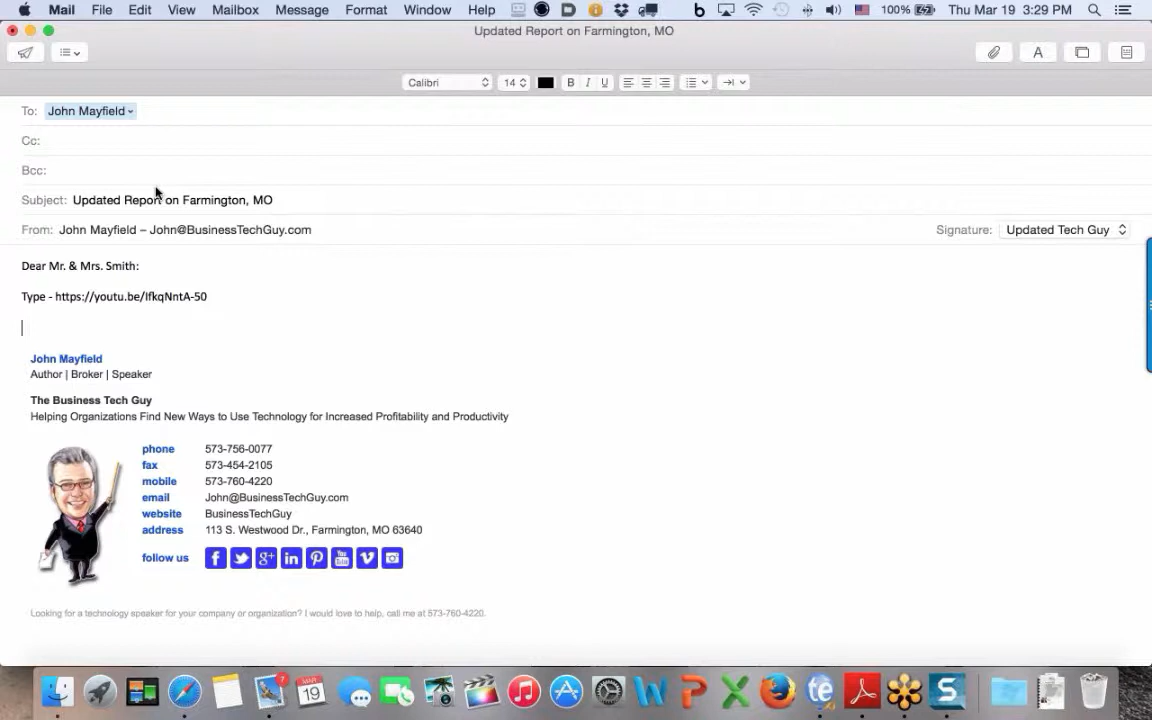 Mail File Edit View Mailbox Message Format Window Help 100% Thu Mar 19 3:29 PM
Updated Report on Farmington, MO
A
Calibri 14 B I U
To: John Mayfield
Cc:
Bcc:
Subject: Updated Report on Farmington, MO
From: John Mayfield – John@BusinessTechGuy.com Signature: Updated Tech Guy
Dear Mr. & Mrs. Smith:
Type - https://youtu.be/IfkqNntA-50
John Mayfield
Author | Broker | Speaker
The Business Tech Guy
Helping Organizations Find New Ways to Use Technology for Increased Profitability and Productivity
phone 573-756-0077
fax 573-454-2105
mobile 573-760-4220
email John@BusinessTechGuy.com
website BusinessTechGuy
address 113 S. Westwood Dr., Farmington, MO 63640
follow us
Looking for a technology speaker for your company or organization? I would love to help, call me at 573-760-4220.
7
19